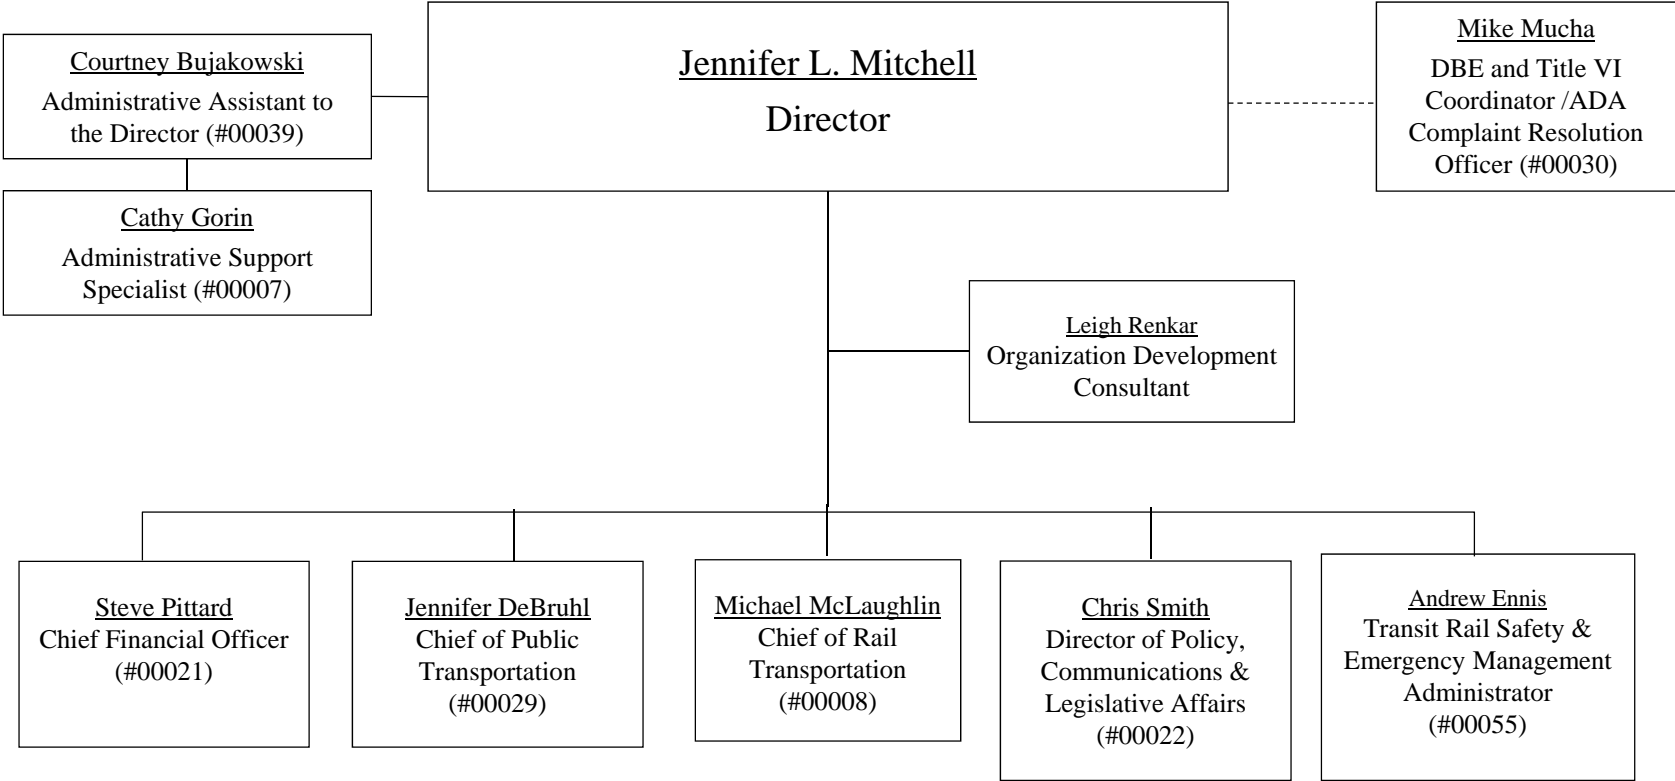 Courtney Bujakowski
Administrative Assistant to
the Director (#00039)
Jennifer L. Mitchell
Director
Mike Mucha
DBE and Title VI
Coordinator /ADA
Complaint Resolution
Officer (#00030)
Cathy Gorin
Administrative Support
Specialist (#00007)
Leigh Renkar
Organization Development
Consultant
Steve Pittard
Chief Financial Officer
(#00021)
Jennifer DeBruhl
Chief of Public
Transportation
(#00029)
Michael McLaughlin
Chief of Rail
Transportation
(#00008)
Chris Smith
Director of Policy,
Communications &
Legislative Affairs
(#00022)
Andrew Ennis
Transit Rail Safety &
Emergency Management
Administrator
(#00055)